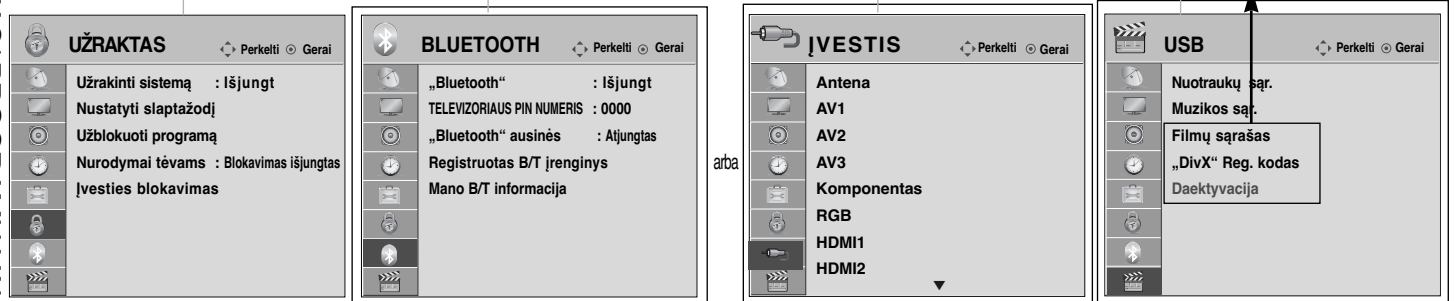 UŽRAKTAS Perkelti Gerai
Užrakinti sistemą : Išjungt
Nustatyti slaptažodį
Užblokuoti programą
Nurodymai tėvams : Blokavimas išjungtas
Įvesties blokavimas
BLUETOOTH Perkelti Gerai
„Bluetooth“ : Išjungt
TELEVIZORIAUS PIN NUMERIS : 0000
„Bluetooth“ ausinės : Atjungtas
Registruotas B/T įrenginys
Mano B/T informacija
arba
ĮVESTIS Perkelti Gerai
Antena
AV1
AV2
AV3
Komponentas
RGB
HDMI1
HDMI2
USB Perkelti Gerai
Nuotraukų sąr.
Muzikos sąr.
Filmų sąrašas
„DivX“ Reg. kodas
Daektyvacija